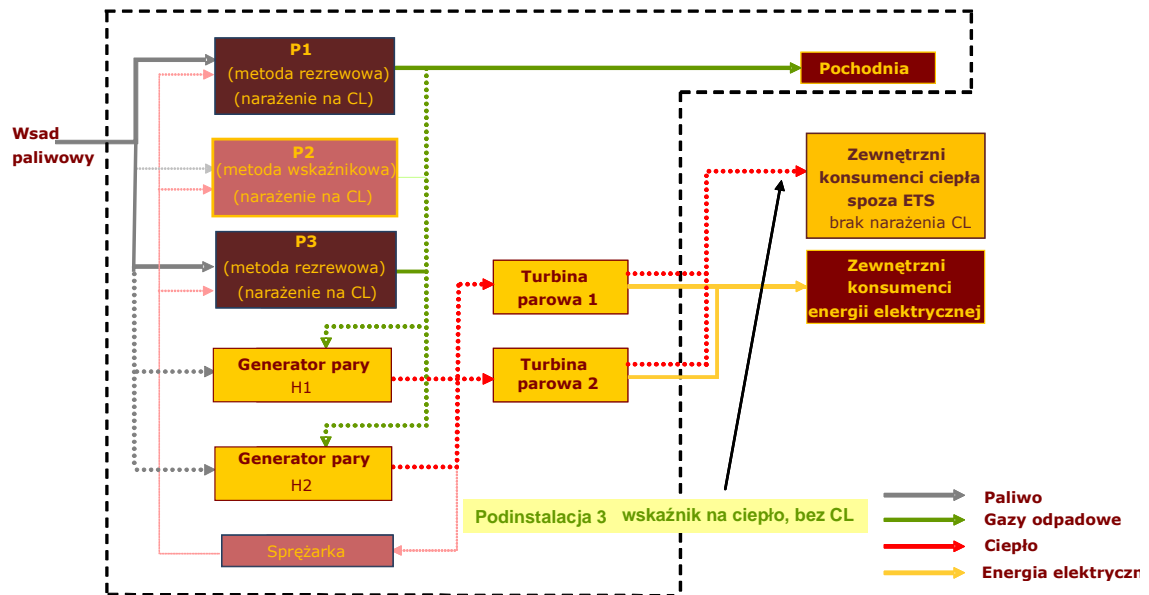 Wsad
paliwowy
P1
(metoda rezrewowa)
(narażenie na CL)
P2
(metoda wskaźnikowa)
(narażenie na CL)
P3
(metoda rezrewowa)
(narażenie na CL)
Generator pary
H1
Generator pary
H2
Sprężarka
Turbina
parowa 1
Turbina
parowa 2
Pochodnia
Zewnętrzni
konsumenci ciepła
spoza ETS
brak narażenia CL
Zewnętrzni
konsumenci
energii elektrycznej
Podinstalacja 3 wskaźnik na ciepło, bez CL
Paliwo
Gazy odpadowe
Ciepło
Energia elektryczn